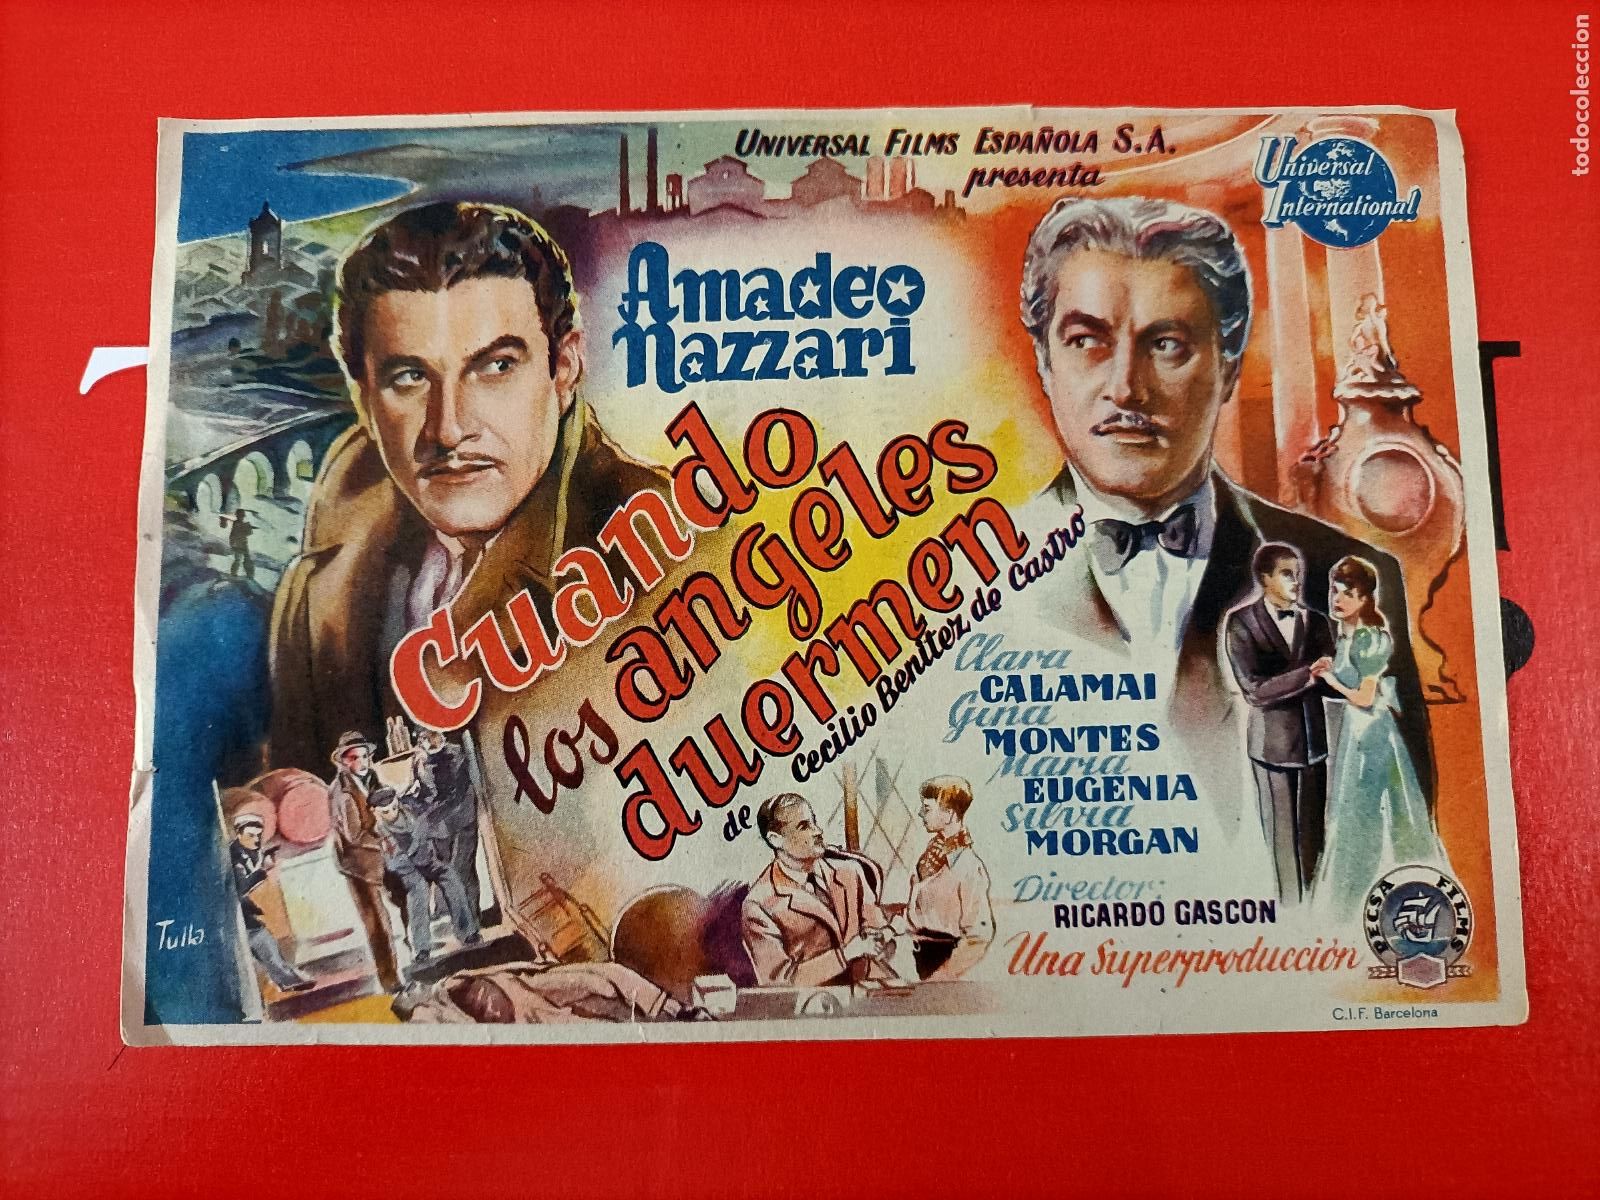 UNIVERSAL FILMS ESPAÑOLA S.A.
presenta
Universal
International
Amadeo
Nazzari
Cuando
los angeles
duermen
de Cecilio Benítez de Castro
Clara
CALAMAI
Gina
MONTES
Maria
EUGENIA
Silvia
MORGAN
Director:
RICARDO GASCON
Una Superproducción
PECSA FILMS
Tulla
C.I.F. Barcelona
todocoleccion